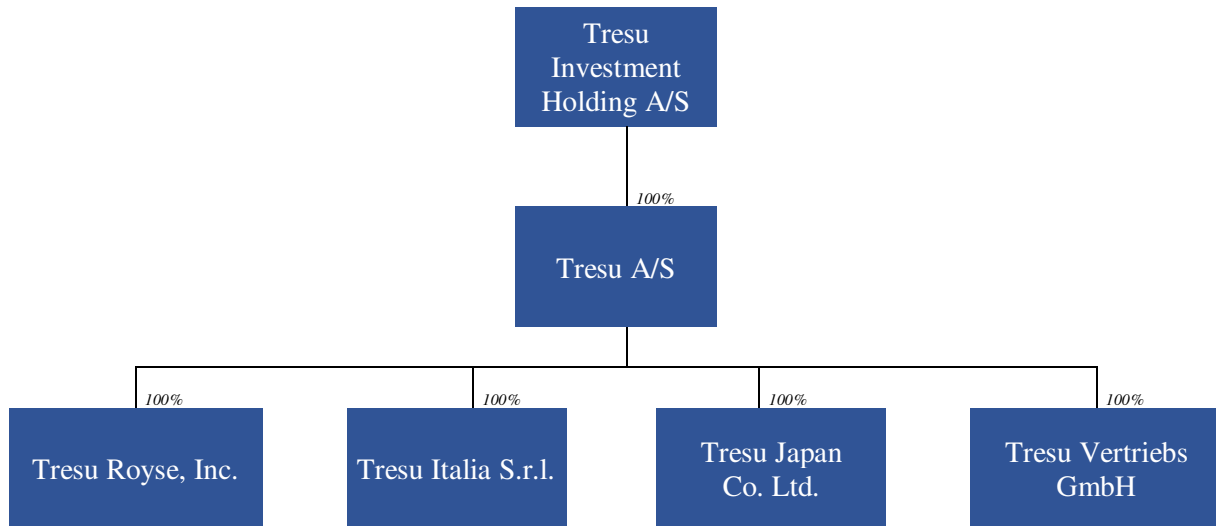 Tresu
Investment
Holding A/S
100%
Tresu A/S
100%
100%
100%
100%
Tresu Royse, Inc.
Tresu Italia S.r.l.
Tresu Japan
Co. Ltd.
Tresu Vertriebs
GmbH